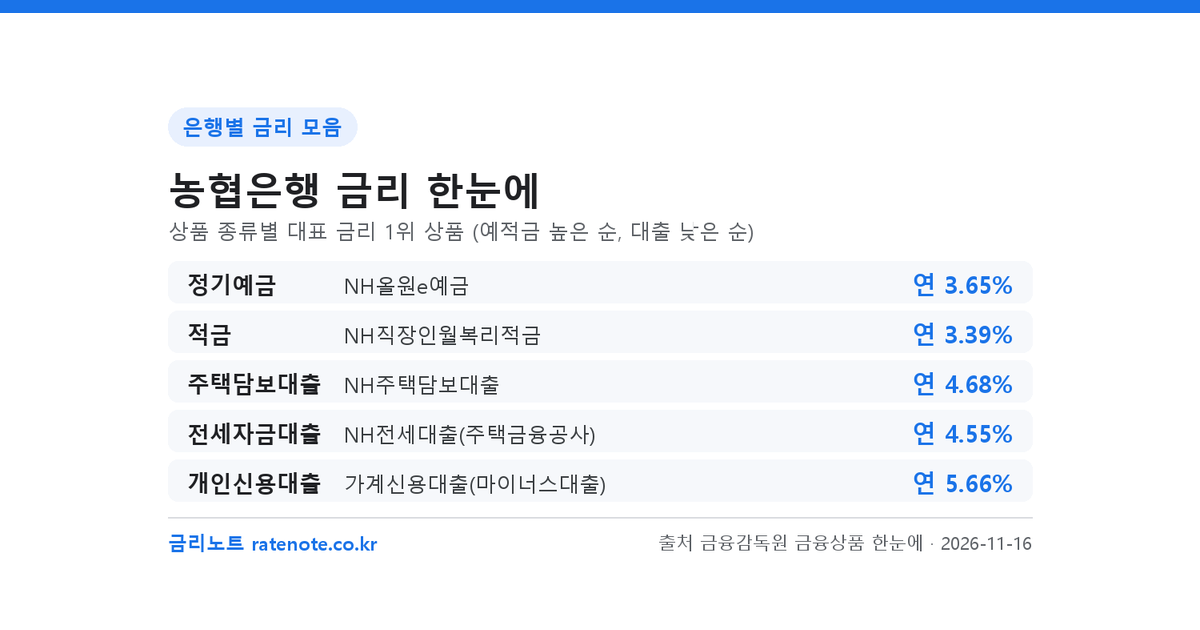 은행별 금리 모음
농협은행 금리 한눈에
상품 종류별 대표 금리 1위 상품 (예적금 높은 순, 대출 낮은 순)
정기예금 NH올원e예금 연 3.65%
적금 NH직장인월복리적금 연 3.39%
주택담보대출 NH주택담보대출 연 4.68%
전세자금대출 NH전세대출(주택금융공사) 연 4.55%
개인신용대출 가계신용대출(마이너스대출) 연 5.66%
금리노트 ratenote.co.kr 출처 금융감독원 금융상품 한눈에 · 2026-11-16